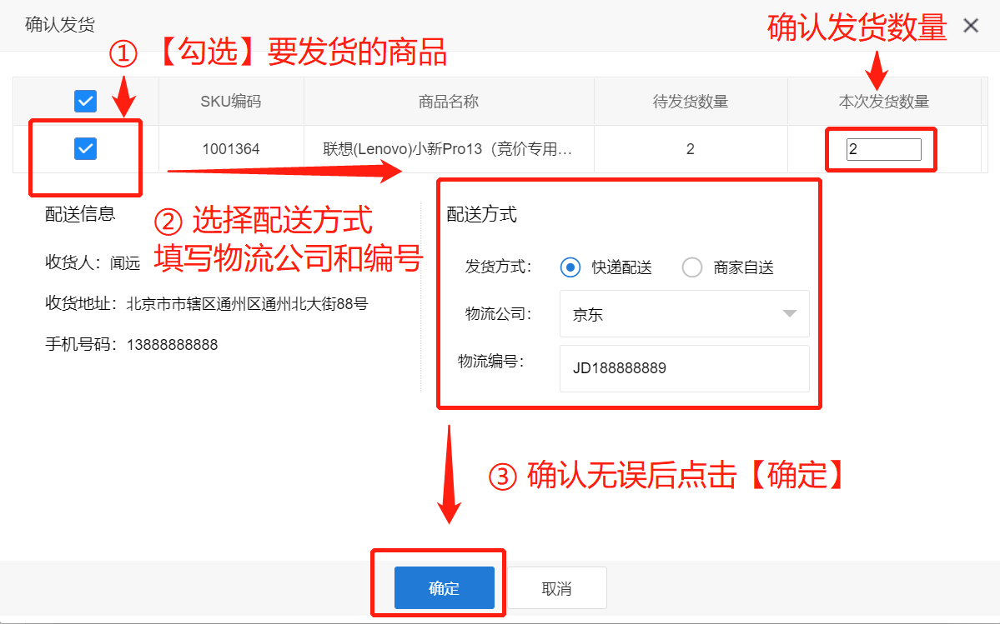 确认发货
确认发货数量
① 【勾选】要发货的商品
SKU编码 商品名称 待发货数量 本次发货数量
1001364 联想(Lenovo)小新Pro13（竞价专用… 2 2
配送信息
② 选择配送方式
填写物流公司和编号
收货人：闻远
收货地址：北京市市辖区通州区通州北大街88号
手机号码：13888888888
配送方式
发货方式： 快递配送 商家自送
物流公司： 京东
物流编号： JD188888889
③ 确认无误后点击【确定】
确定 取消